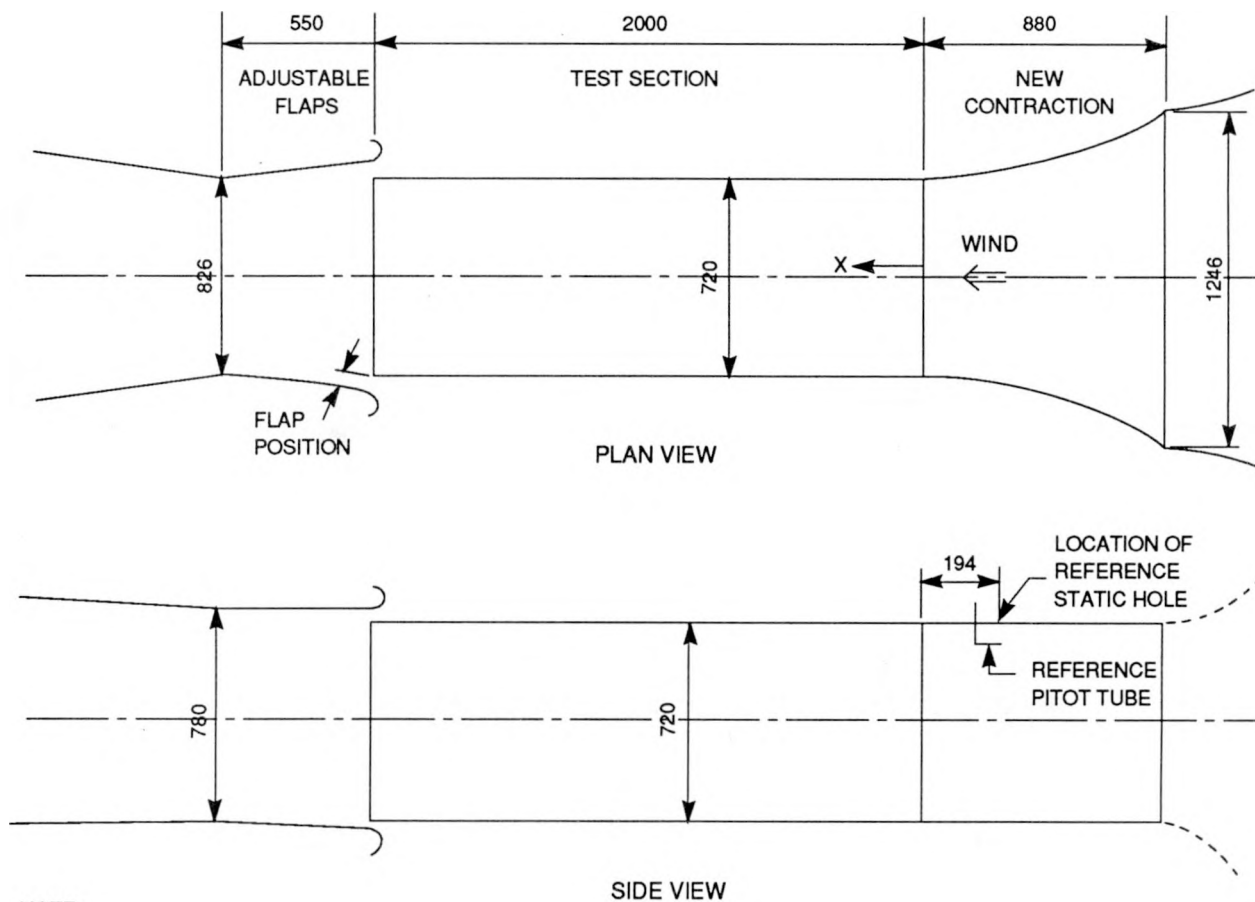 550
2000
880
ADJUSTABLE
FLAPS
TEST SECTION
NEW
CONTRACTION
826
720
X
WIND
1246
FLAP
POSITION
PLAN VIEW
194
LOCATION OF
REFERENCE
STATIC HOLE
780
720
REFERENCE
PITOT TUBE
SIDE VIEW